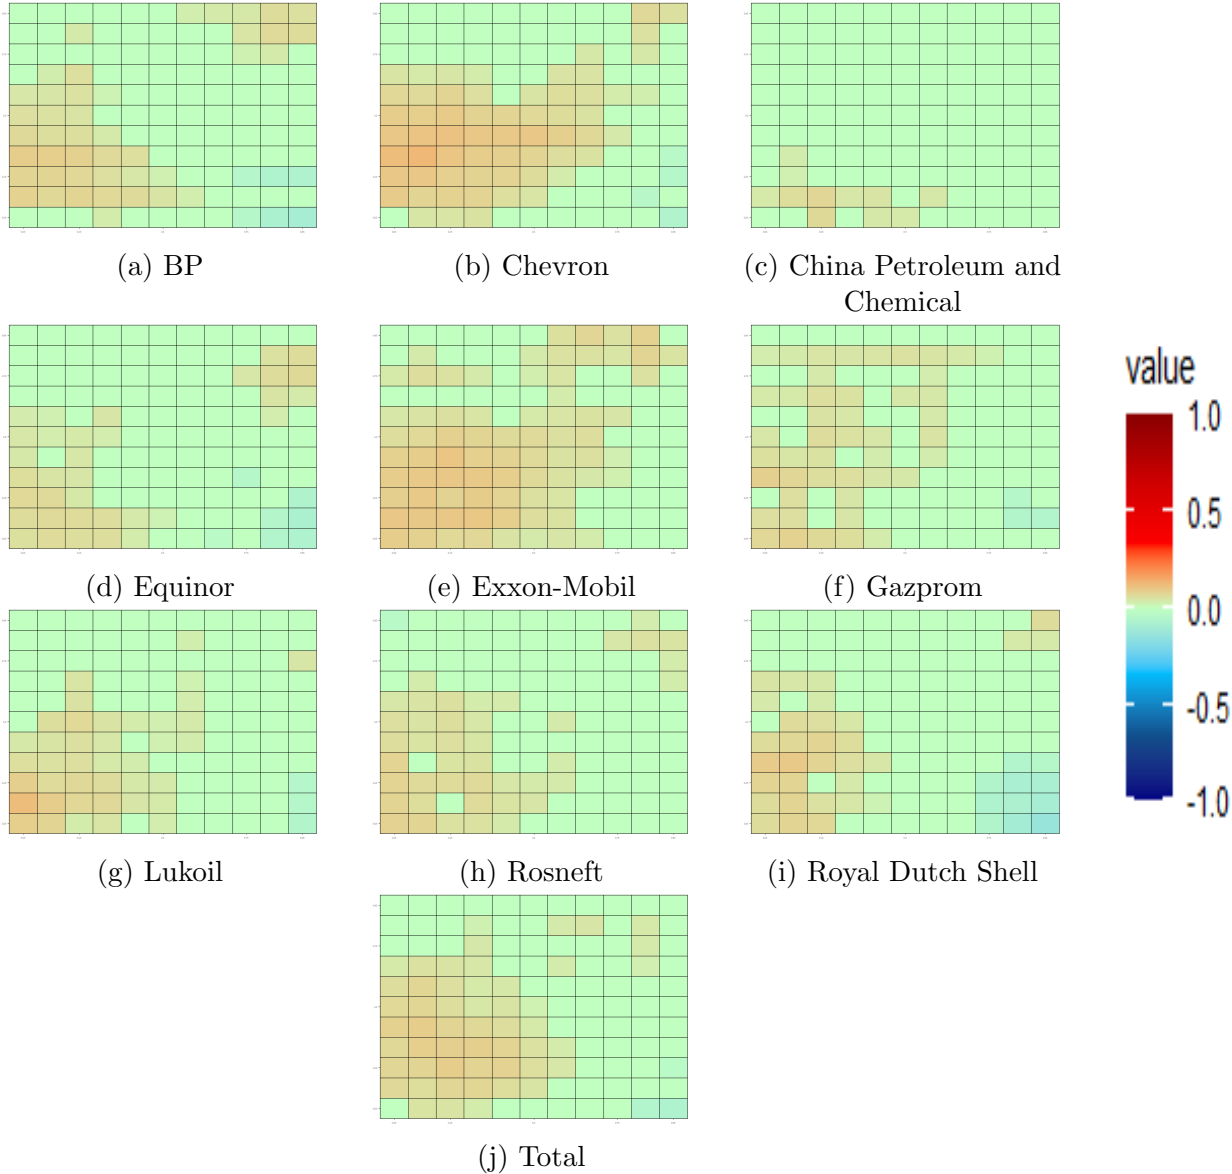 (a) BP
(b) Chevron
(c) China Petroleum and
Chemical
(d) Equinor
(e) Exxon-Mobil
(f) Gazprom
value
1.0
0.5
0.0
-0.5
-1.0
(g) Lukoil
(h) Rosneft
(i) Royal Dutch Shell
(j) Total